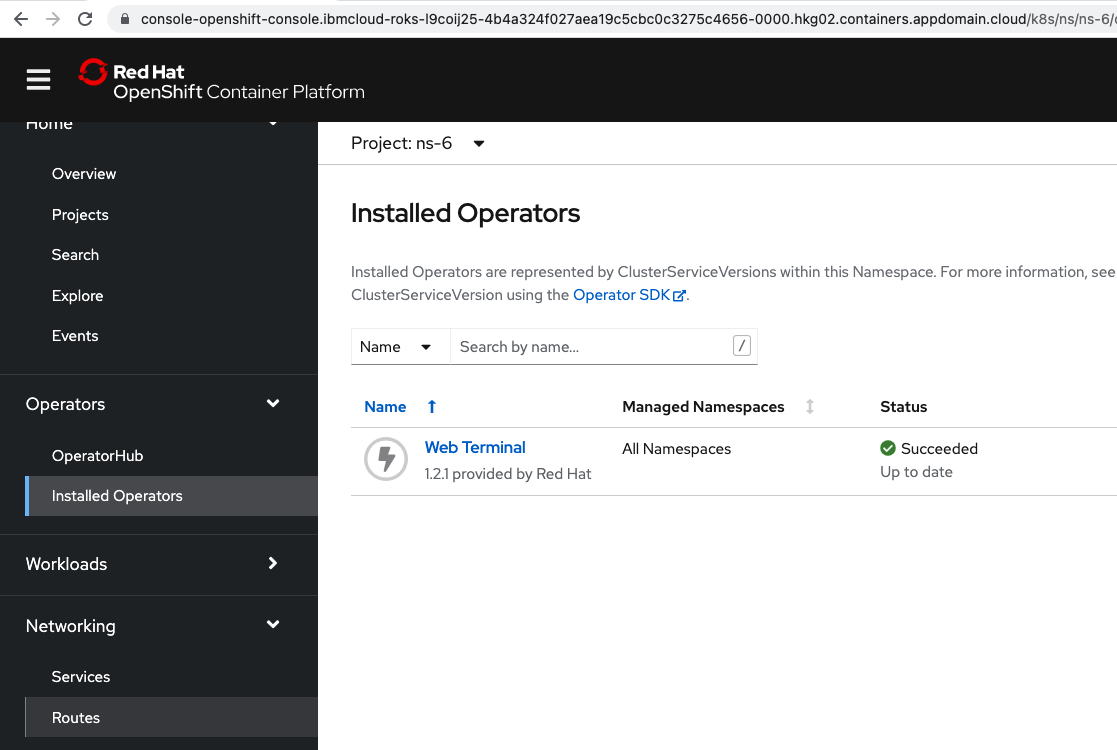 console-openshift-console.ibmcloud-roks-l9coij25-4b4a324f027aea19c5cbc0c3275c4656-0000.hkg02.containers.appdomain.cloud/k8s/ns/ns-6/
Red Hat
OpenShift Container Platform
Home
Overview
Projects
Search
Explore
Events
Operators
OperatorHub
Installed Operators
Workloads
Networking
Services
Routes
Project: ns-6
Installed Operators
Installed Operators are represented by ClusterServiceVersions within this Namespace. For more information, see
ClusterServiceVersion using the Operator SDK.
Name
Search by name...
/
Name Managed Namespaces Status
Web Terminal All Namespaces Succeeded
1.2.1 provided by Red Hat Up to date